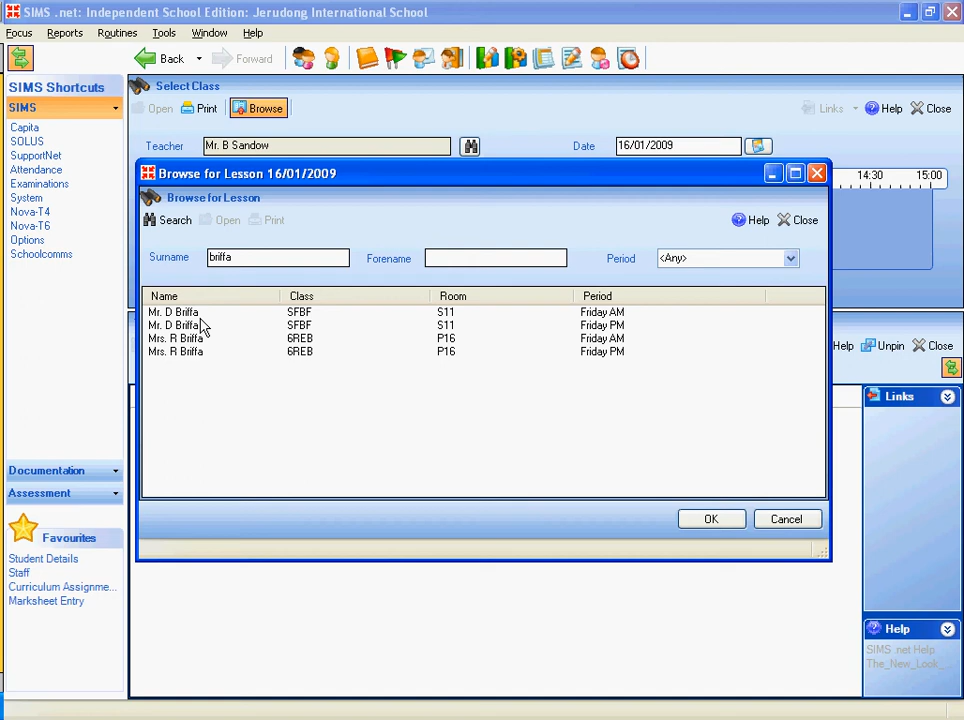 SIMS .net: Independent School Edition: Jerudong International School
Focus Reports Routines Tools Window Help
Back Forward
SIMS Shortcuts
SIMS
Capita
SOLUS
SupportNet
Attendance
Examinations
System
Nova-T4
Nova-T6
Options
Schoolcomms
Documentation
Assessment
Favourites
Student Details
Staff
Curriculum Assignme...
Marksheet Entry
Select Class
Open Print Browse Links Help Close
Teacher Mr. B Sandow Date 16/01/2009
14:30 15:00
Browse for Lesson 16/01/2009
Browse for Lesson
Search Open Print Help Close
Surname briffa Forename Period <Any>
Name Class Room Period
Mr. D Briffa SFBF S11 Friday AM
Mr. D Briffa SFBF S11 Friday PM
Mrs. R Briffa 6REB P16 Friday AM
Mrs. R Briffa 6REB P16 Friday PM
OK Cancel
Help Unpin Close
Links
Help
SIMS .net Help
The_New_Look_